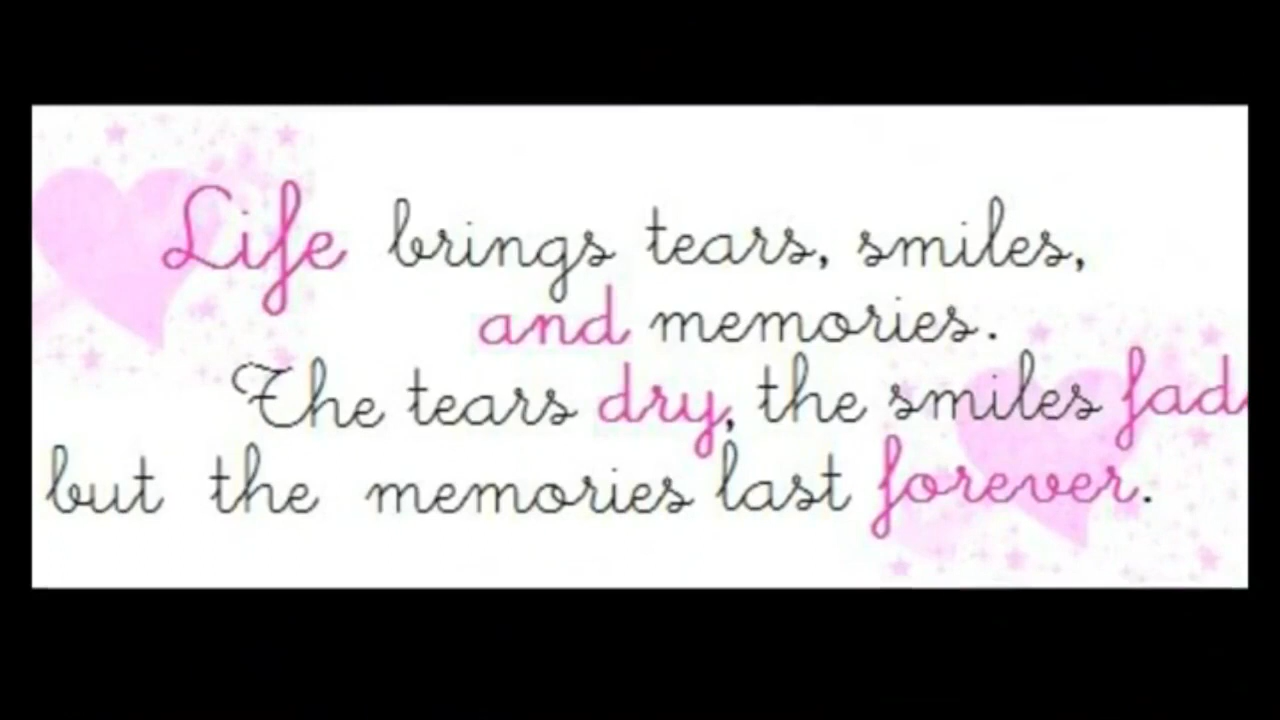 Life brings tears, smiles,
and memories.
The tears dry, the smiles fad
but the memories last forever.